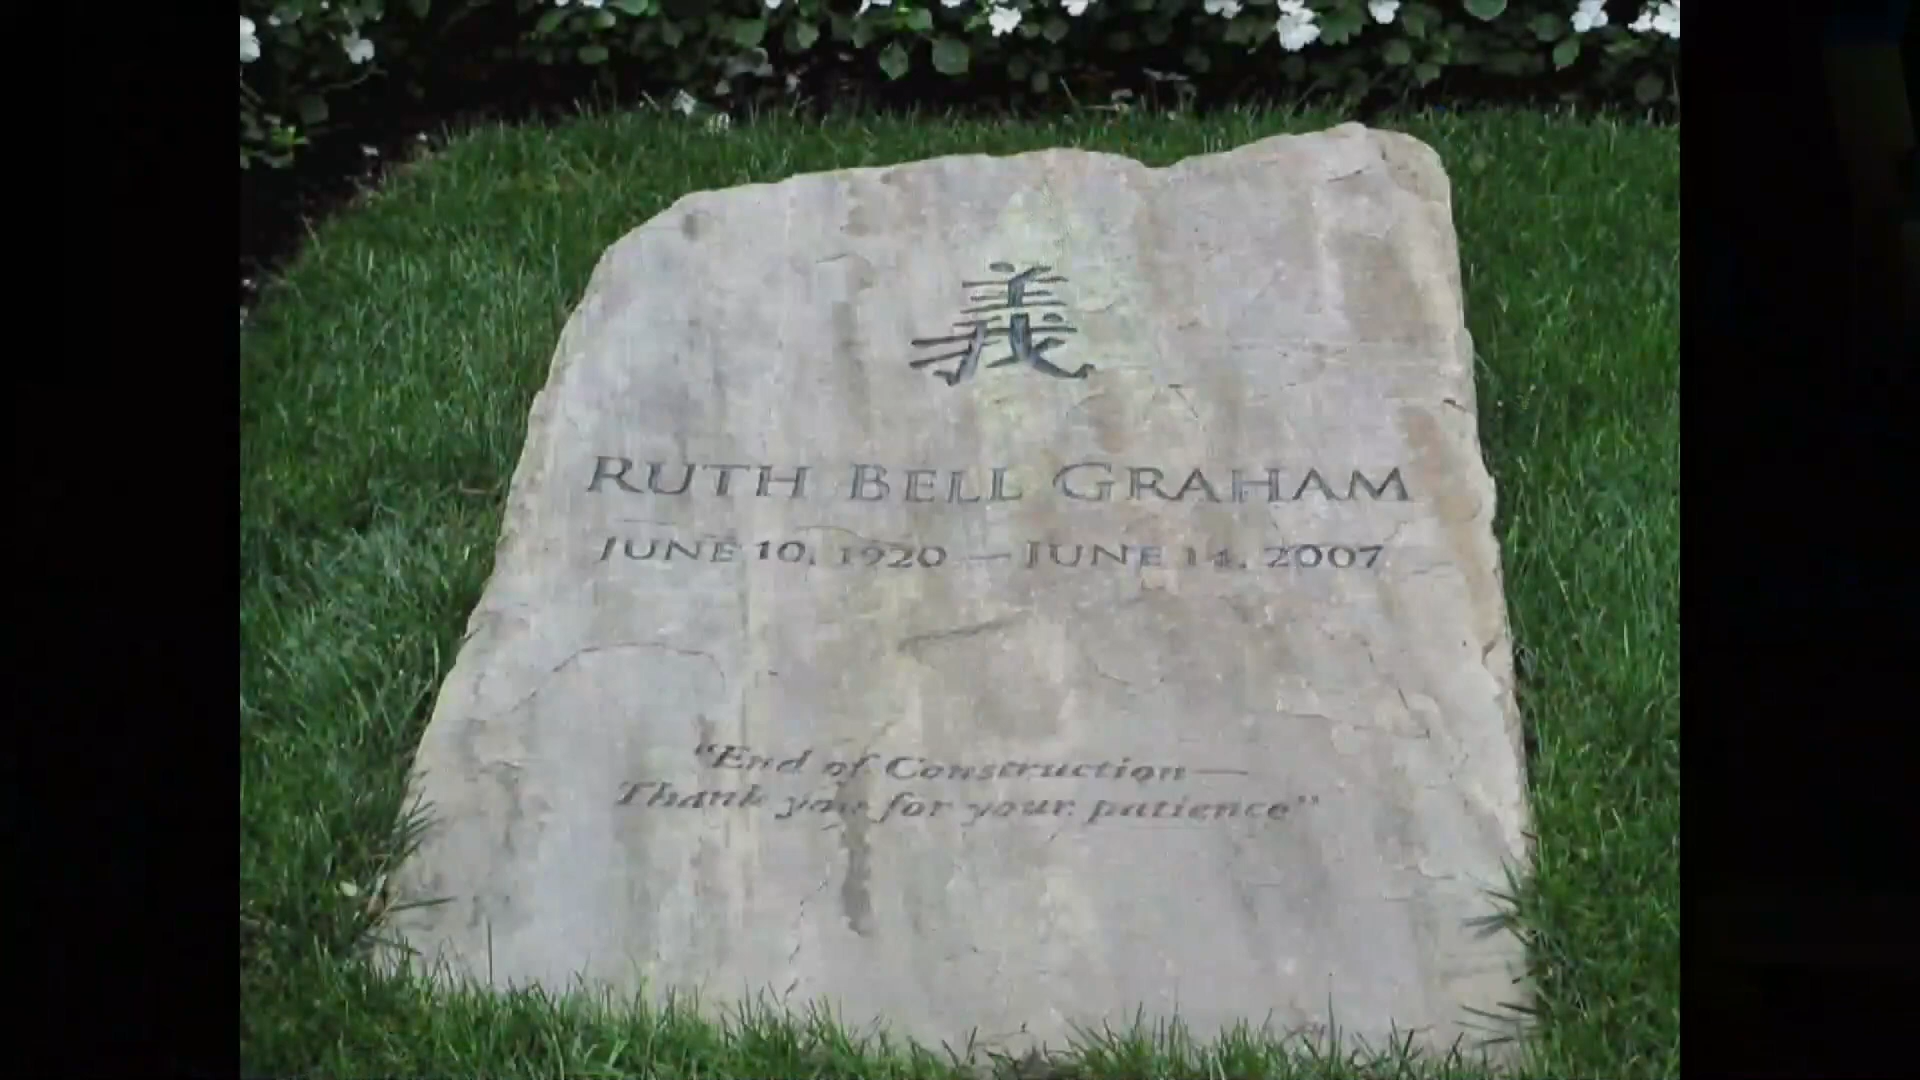 義
RUTH BELL GRAHAM
JUNE 10, 1920 — JUNE 14, 2007
“End of Construction—
Thank you for your patience”